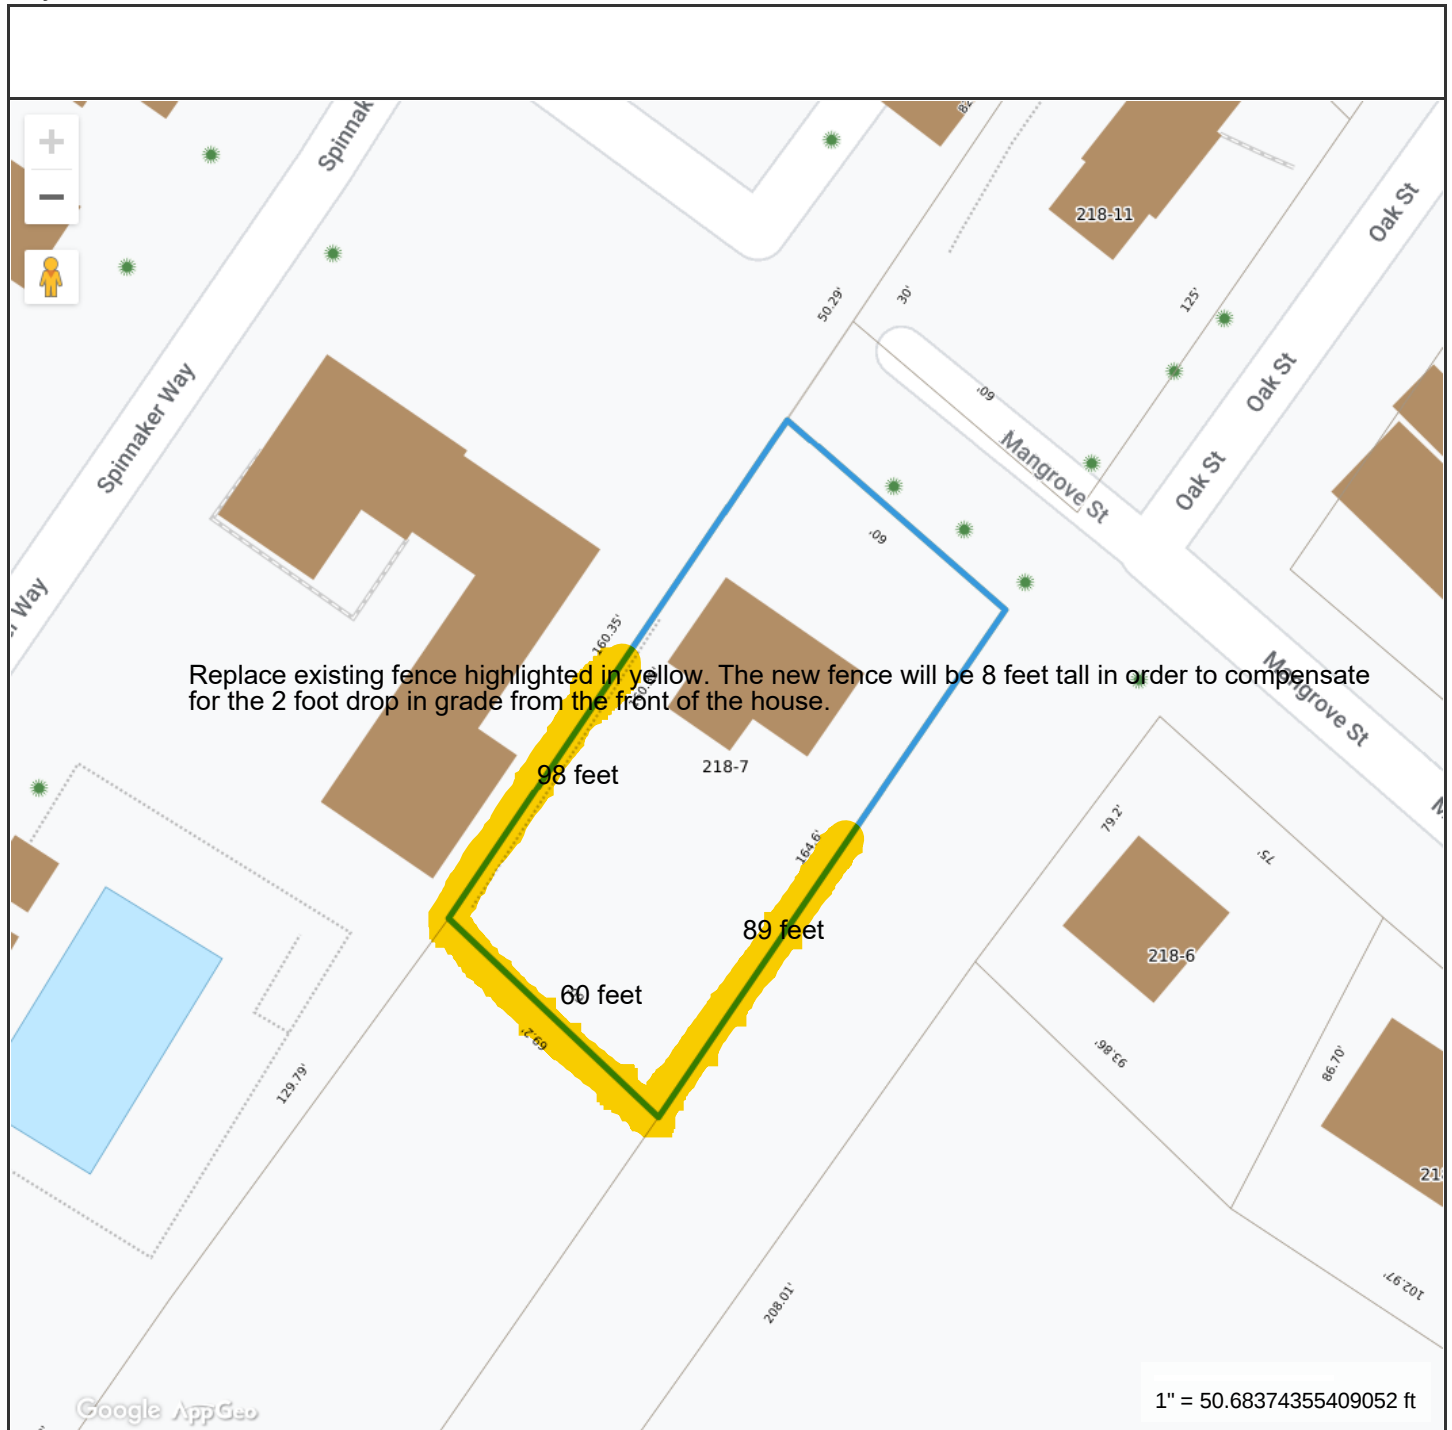 Spinnak
82
Oak St
218-11
50.29'
30'
125'
60'
Oak St
Spinnaker Way
Mangrove St
Oak St
60'
r Way
160.35'
Replace existing fence highlighted in yellow. The new fence will be 8 feet tall in order to compensate
for the 2 foot drop in grade from the front of the house.
Mangrove St
218-7
98 feet
79.2'
164.6'
75'
89 feet
218-6
60 feet
69.2'
93.86'
86.70'
129.79'
21
102.97'
208.01'
Google AppGeo
1" = 50.68374355409052 ft